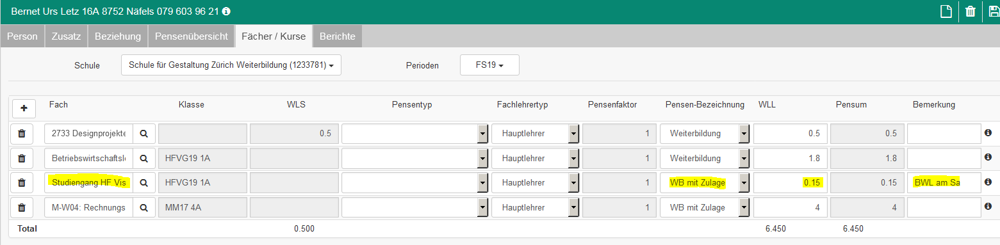 Bernet Urs Letz 16A 8752 Näfels 079 603 96 21
Person Zusatz Beziehung Pensenübersicht Fächer / Kurse Berichte
Schule Schule für Gestaltung Zürich Weiterbildung (1233781) Perioden FS19
+ Fach Klasse WLS Pensentyp Fachlehrertyp Pensenfaktor Pensen-Bezeichnung WLL Pensum Bemerkung
2733 Designprojekte 0.5 Hauptlehrer 1 Weiterbildung 0.5 0.5
Betriebswirtschaftsle HFVG19 1A Hauptlehrer 1 Weiterbildung 1.8 1.8
Studiengang HF Vis HFVG19 1A Hauptlehrer 1 WB mit Zulage 0.15 0.15 BWL am Sa
M-W04: Rechnungs MM17 4A Hauptlehrer 1 WB mit Zulage 4 4
Total 0.500 6.450 6.450